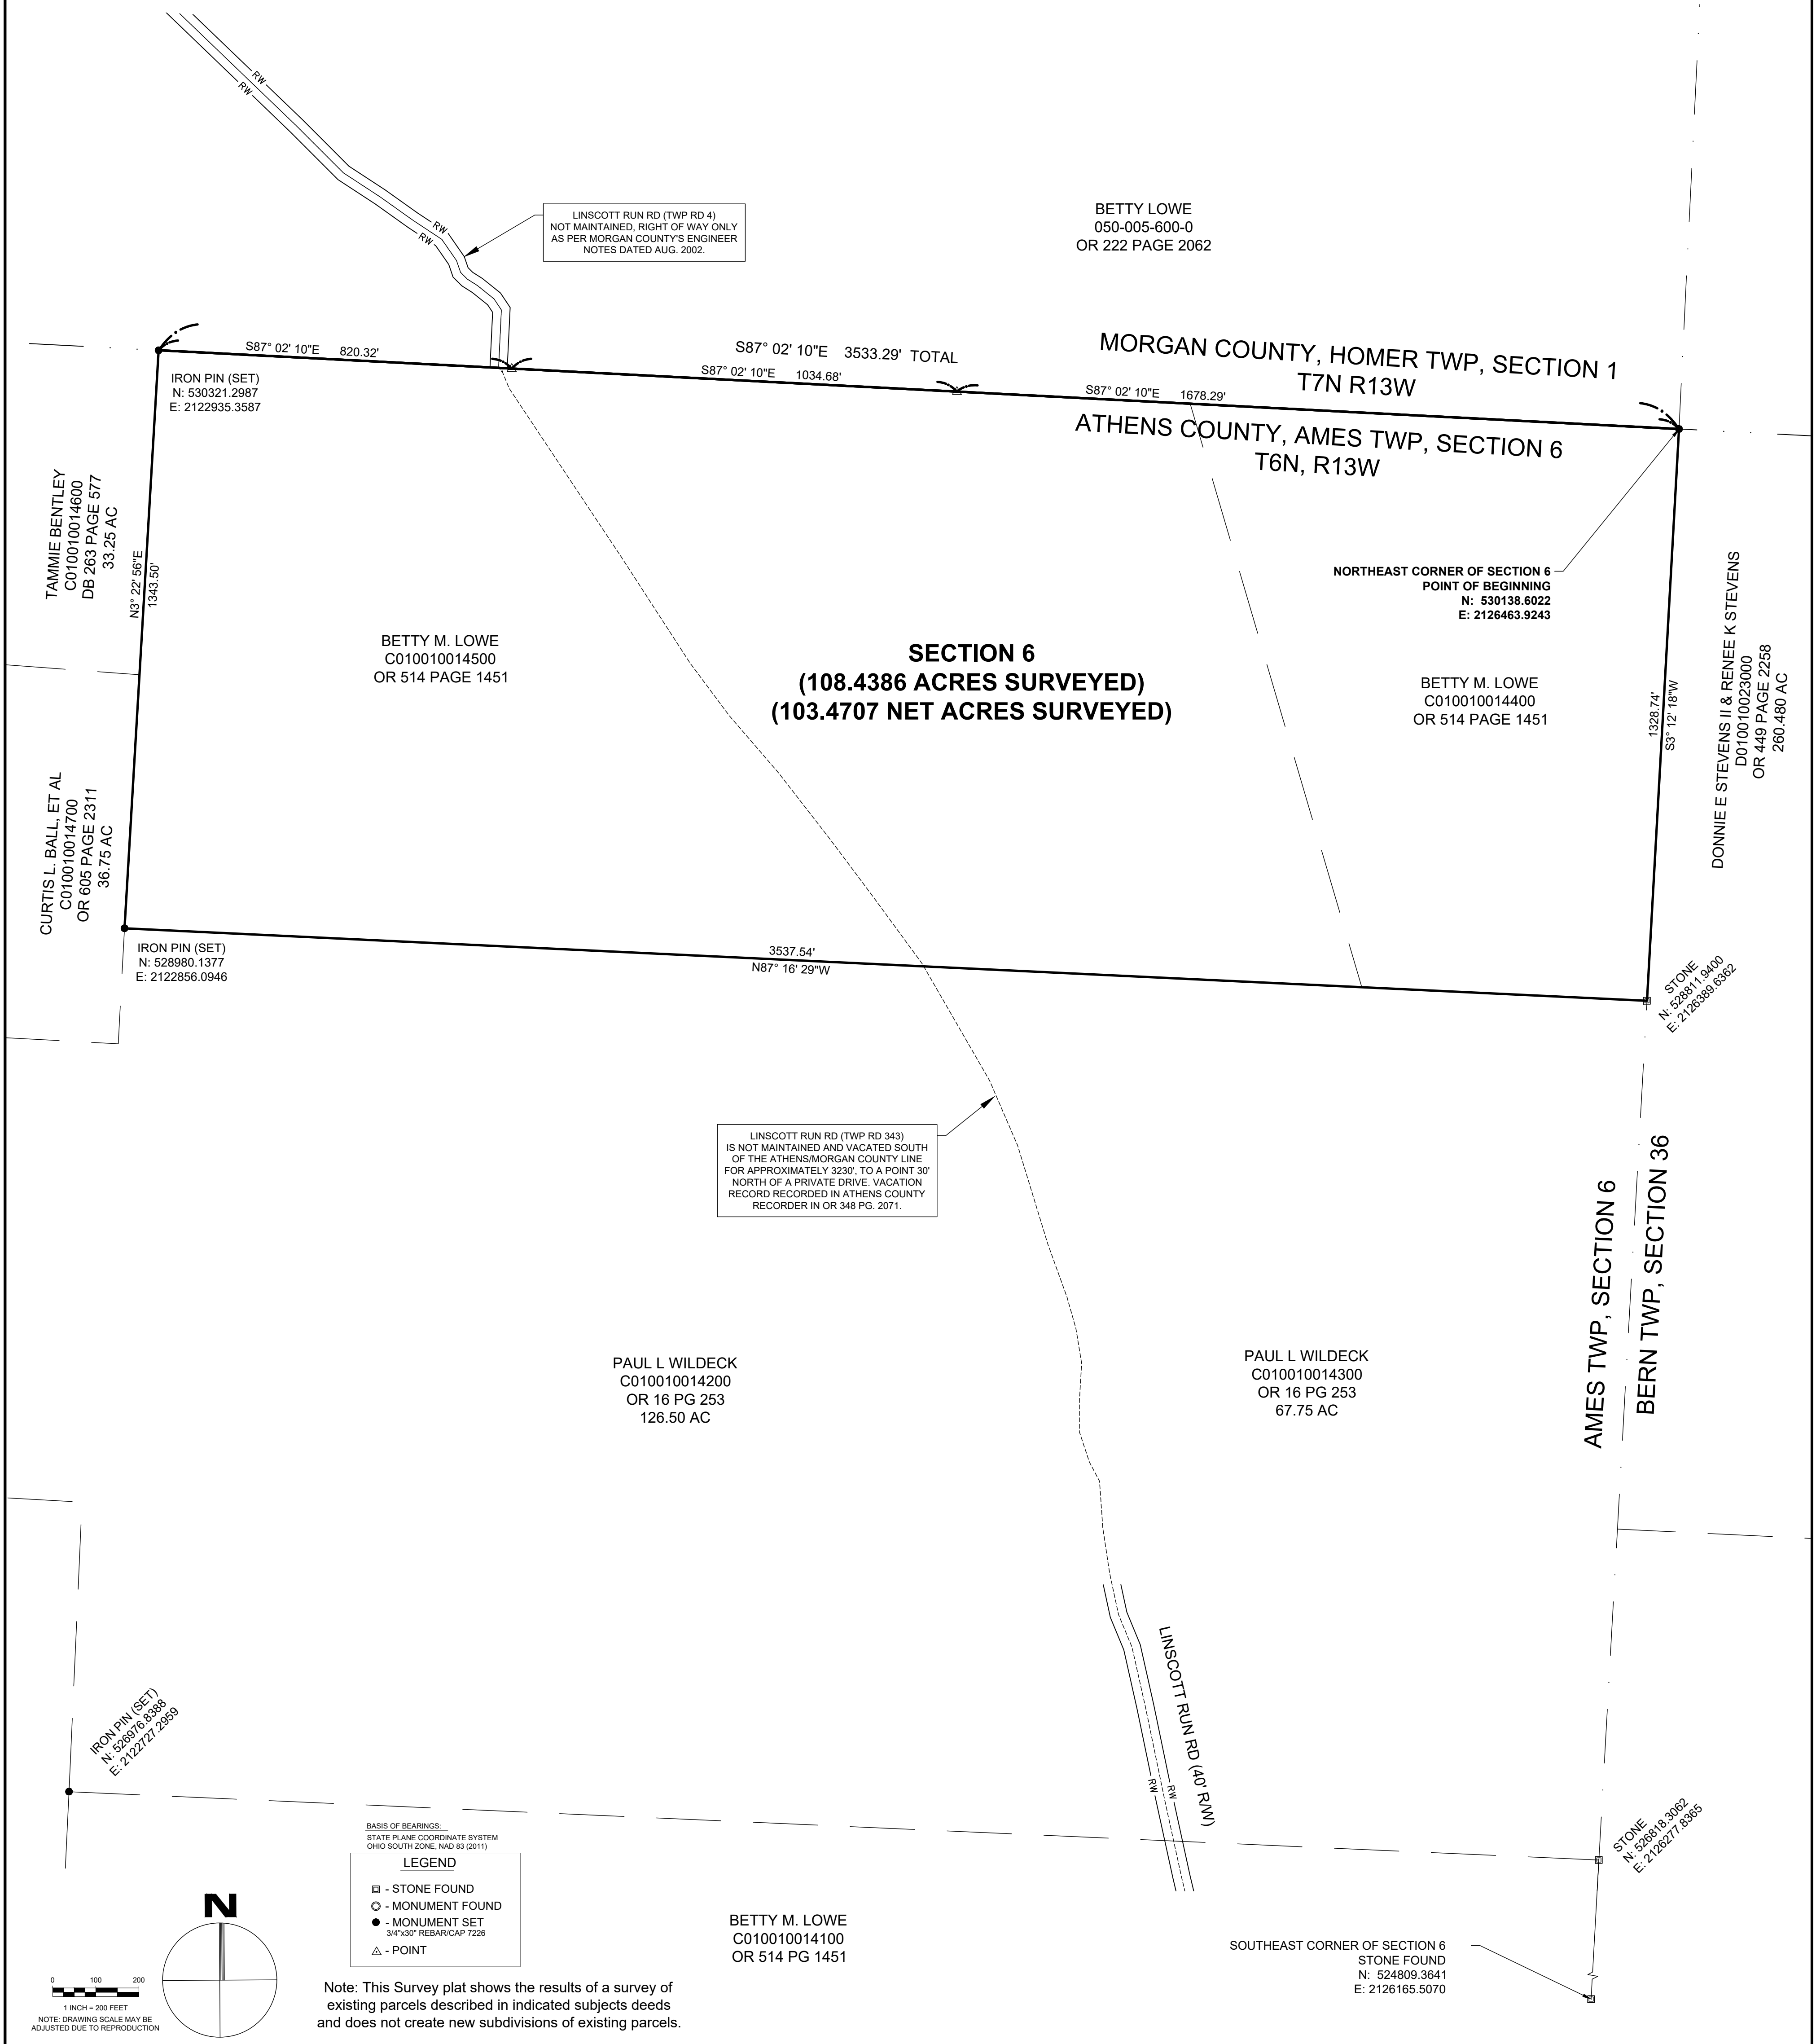 RW
RW
LINSCOTT RUN RD (TWP RD 4)
NOT MAINTAINED, RIGHT OF WAY ONLY
AS PER MORGAN COUNTY'S ENGINEER
NOTES DATED AUG. 2002.
RW
RW
BETTY LOWE
050-005-600-0
OR 222 PAGE 2062
S87° 02' 10"E 820.32'
S87° 02' 10"E 3533.29' TOTAL
S87° 02' 10"E 1034.68'
S87° 02' 10"E 1678.29'
MORGAN COUNTY, HOMER TWP, SECTION 1
T7N R13W
ATHENS COUNTY, AMES TWP, SECTION 6
T6N, R13W
IRON PIN (SET)
N: 530321.2987
E: 2122935.3587
TAMMIE BENTLEY
C010010014600
DB 263 PAGE 577
33.25 AC
N3° 22' 56"E
1343.50'
NORTHEAST CORNER OF SECTION 6
POINT OF BEGINNING
N: 530138.6022
E: 2126463.9243
BETTY M. LOWE
C010010014500
OR 514 PAGE 1451
SECTION 6
(108.4386 ACRES SURVEYED)
(103.4707 NET ACRES SURVEYED)
BETTY M. LOWE
C010010014400
OR 514 PAGE 1451
1328.74'
S3° 12' 18"W
DONNIE E STEVENS II & RENEE K STEVENS
D010010023000
OR 449 PAGE 2258
260.480 AC
CURTIS L. BALL, ET AL
C010010014700
OR 605 PAGE 2311
36.75 AC
IRON PIN (SET)
N: 528980.1377
E: 2122856.0946
3537.54'
N87° 16' 29"W
STONE
N: 528811.9400
E: 2126389.6362
LINSCOTT RUN RD (TWP RD 343)
IS NOT MAINTAINED AND VACATED SOUTH
OF THE ATHENS/MORGAN COUNTY LINE
FOR APPROXIMATELY 3230', TO A POINT 30'
NORTH OF A PRIVATE DRIVE. VACATION
RECORD RECORDED IN ATHENS COUNTY
RECORDER IN OR 348 PG. 2071.
AMES TWP, SECTION 6
BERN TWP, SECTION 36
PAUL L WILDECK
C010010014200
OR 16 PG 253
126.50 AC
PAUL L WILDECK
C010010014300
OR 16 PG 253
67.75 AC
LINSCOTT RUN RD (40' R/W)
RW
RW
IRON PIN (SET)
N: 526976.8388
E: 2122727.2959
STONE
N: 526818.3062
E: 2126277.8365
BASIS OF BEARINGS:
STATE PLANE COORDINATE SYSTEM
OHIO SOUTH ZONE, NAD 83 (2011)
LEGEND
- STONE FOUND
- MONUMENT FOUND
- MONUMENT SET
3/4"x30" REBAR/CAP 7226
- POINT
N
0 100 200
1 INCH = 200 FEET
NOTE: DRAWING SCALE MAY BE
ADJUSTED DUE TO REPRODUCTION
BETTY M. LOWE
C010010014100
OR 514 PG 1451
SOUTHEAST CORNER OF SECTION 6
STONE FOUND
N: 524809.3641
E: 2126165.5070
Note: This Survey plat shows the results of a survey of
existing parcels described in indicated subjects deeds
and does not create new subdivisions of existing parcels.